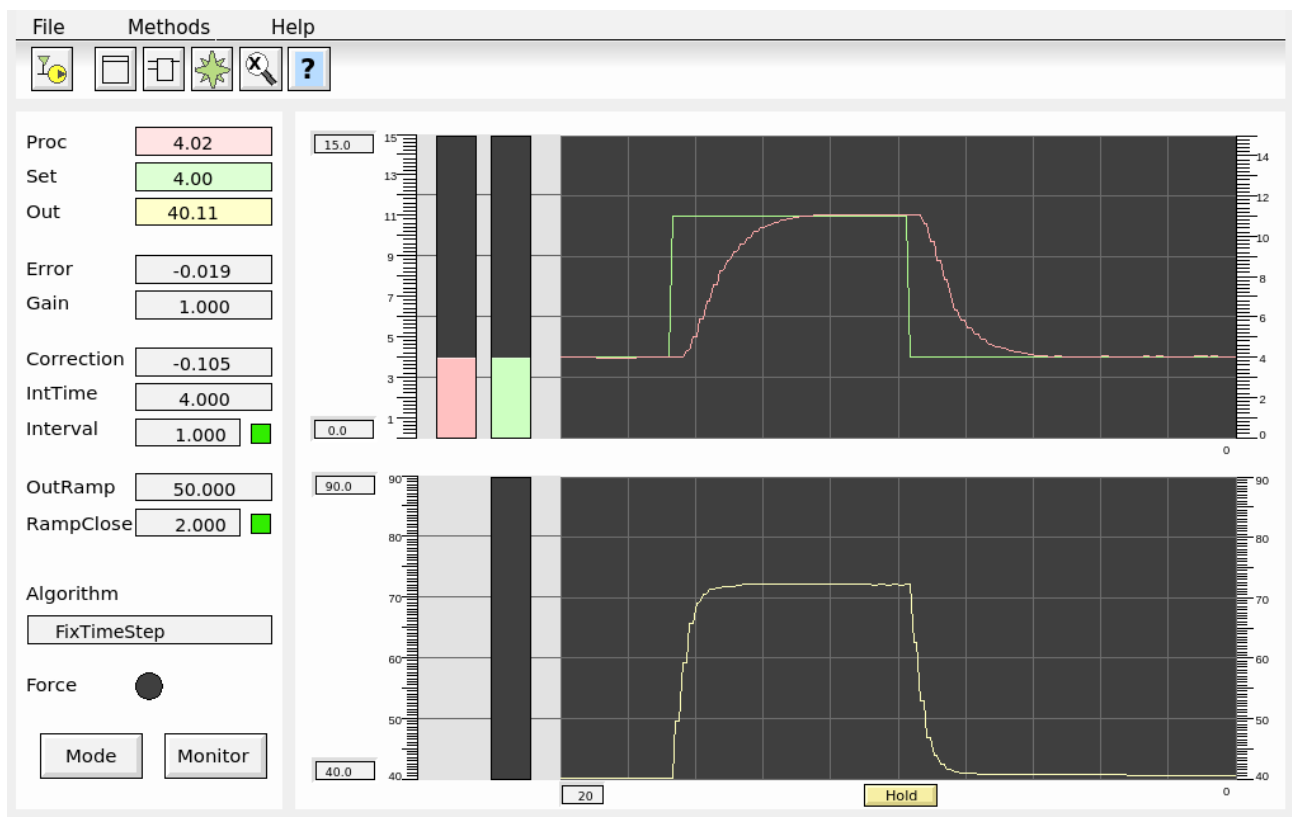 File Methods Help
X ?
Proc 4.02
Set 4.00
Out 40.11
Error -0.019
Gain 1.000
Correction -0.105
IntTime 4.000
Interval 1.000
OutRamp 50.000
RampClose 2.000
Algorithm
FixTimeStep
Force
Mode Monitor
15.0
15
13
11
9
7
5
3
1
0.0
14
12
10
8
6
4
2
0
0
90.0
90
80
70
60
50
40
40.0
90
80
70
60
50
40
20 Hold 0